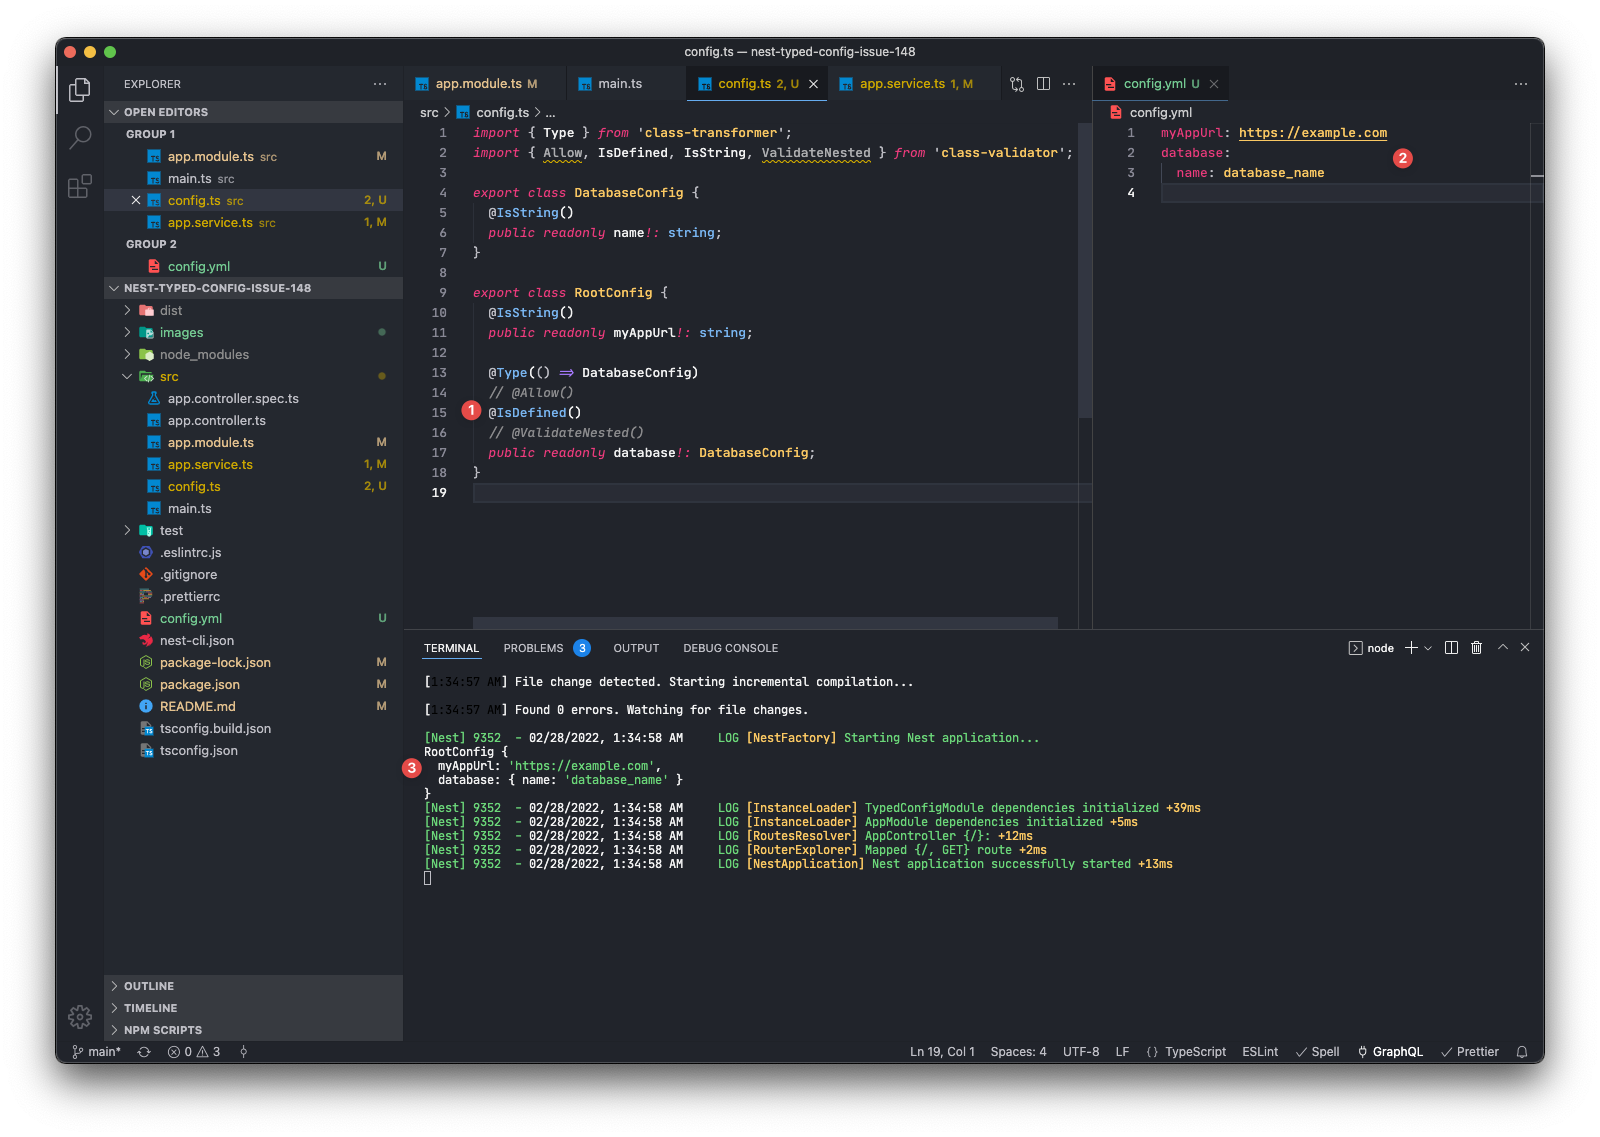 config.ts — nest-typed-config-issue-148
EXPLORER
OPEN EDITORS
GROUP 1
app.module.ts src M
main.ts src
config.ts src 2, U
app.service.ts src 1, M
GROUP 2
config.yml U
NEST-TYPED-CONFIG-ISSUE-148
dist
images
node_modules
src
app.controller.spec.ts
app.controller.ts
app.module.ts M
app.service.ts 1, M
config.ts 2, U
main.ts
test
.eslintrc.js
.gitignore
.prettierrc
config.yml U
nest-cli.json
package-lock.json M
package.json M
README.md M
tsconfig.build.json
tsconfig.json
OUTLINE
TIMELINE
NPM SCRIPTS
app.module.ts M main.ts config.ts 2, U app.service.ts 1, M
src > config.ts > ...
1 import { Type } from 'class-transformer';
2 import { Allow, IsDefined, IsString, ValidateNested } from 'class-validator';
3
4 export class DatabaseConfig {
5 @IsString()
6 public readonly name!: string;
7 }
8
9 export class RootConfig {
10 @IsString()
11 public readonly myAppUrl!: string;
12
13 @Type(() => DatabaseConfig)
14 // @Allow()
1
15 @IsDefined()
16 // @ValidateNested()
17 public readonly database!: DatabaseConfig;
18 }
19
config.yml U
config.yml
1 myAppUrl: https://example.com
2 database:
2
3 name: database_name
4
TERMINAL PROBLEMS 3 OUTPUT DEBUG CONSOLE
node
[1:34:57 AM] File change detected. Starting incremental compilation...
[1:34:57 AM] Found 0 errors. Watching for file changes.
[Nest] 9352 - 02/28/2022, 1:34:58 AM LOG [NestFactory] Starting Nest application...
RootConfig {
3
myAppUrl: 'https://example.com',
database: { name: 'database_name' }
}
[Nest] 9352 - 02/28/2022, 1:34:58 AM LOG [InstanceLoader] TypedConfigModule dependencies initialized +39ms
[Nest] 9352 - 02/28/2022, 1:34:58 AM LOG [InstanceLoader] AppModule dependencies initialized +5ms
[Nest] 9352 - 02/28/2022, 1:34:58 AM LOG [RoutesResolver] AppController {/}: +12ms
[Nest] 9352 - 02/28/2022, 1:34:58 AM LOG [RouterExplorer] Mapped {/, GET} route +2ms
[Nest] 9352 - 02/28/2022, 1:34:58 AM LOG [NestApplication] Nest application successfully started +13ms
main* 0 3
Ln 19, Col 1 Spaces: 4 UTF-8 LF {} TypeScript ESLint Spell GraphQL Prettier